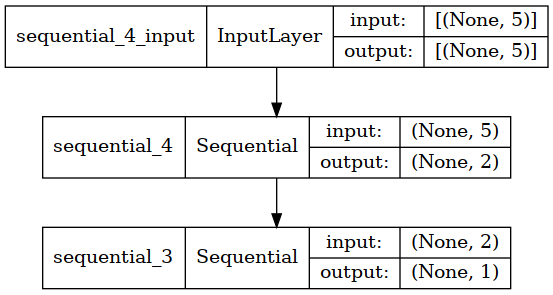 sequential_4_input InputLayer input: [(None, 5)]
output: [(None, 5)]
sequential_4 Sequential input: (None, 5)
output: (None, 2)
sequential_3 Sequential input: (None, 2)
output: (None, 1)